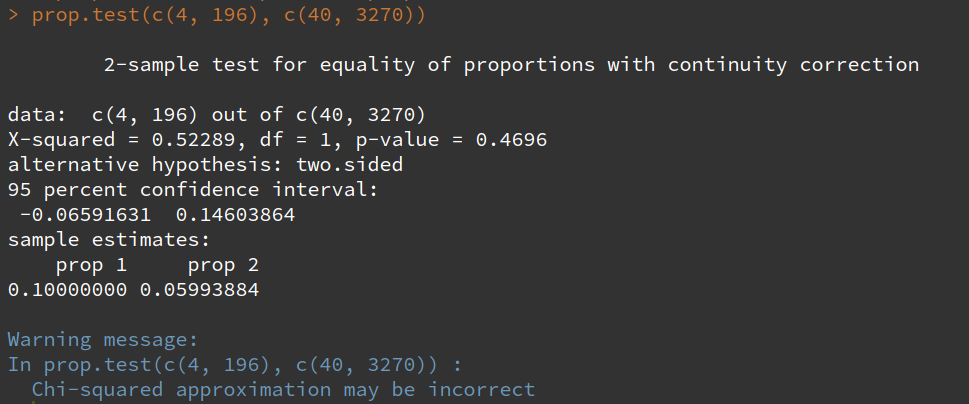 > prop.test(c(4, 196), c(40, 3270))
2-sample test for equality of proportions with continuity correction
data:  c(4, 196) out of c(40, 3270)
X-squared = 0.52289, df = 1, p-value = 0.4696
alternative hypothesis: two.sided
95 percent confidence interval:
 -0.06591631  0.14603864
sample estimates:
    prop 1     prop 2
0.10000000 0.05993884
Warning message:
In prop.test(c(4, 196), c(40, 3270)) :
  Chi-squared approximation may be incorrect